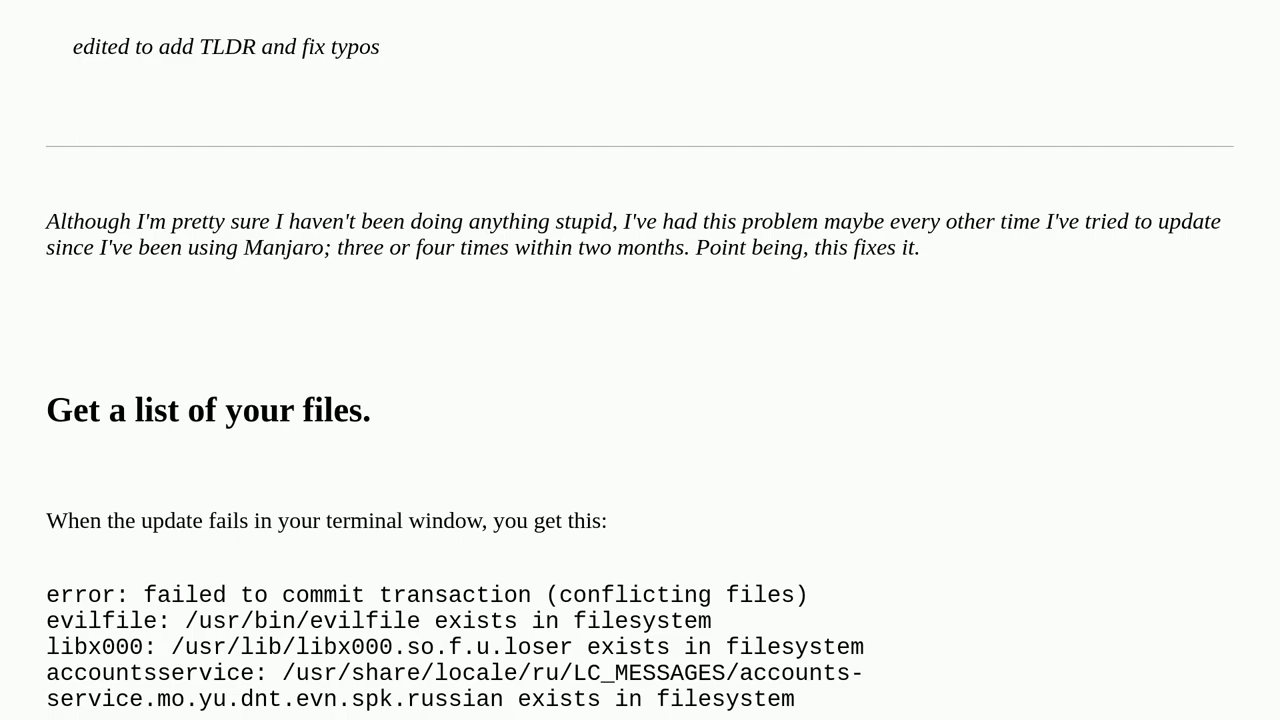 edited to add TLDR and fix typos
Although I'm pretty sure I haven't been doing anything stupid, I've had this problem maybe every other time I've tried to update
since I've been using Manjaro; three or four times within two months. Point being, this fixes it.
Get a list of your files.
When the update fails in your terminal window, you get this:
error: failed to commit transaction (conflicting files)
evilfile: /usr/bin/evilfile exists in filesystem
libx000: /usr/lib/libx000.so.f.u.loser exists in filesystem
accountsservice: /usr/share/locale/ru/LC_MESSAGES/accounts-
service.mo.yu.dnt.evn.spk.russian exists in filesystem